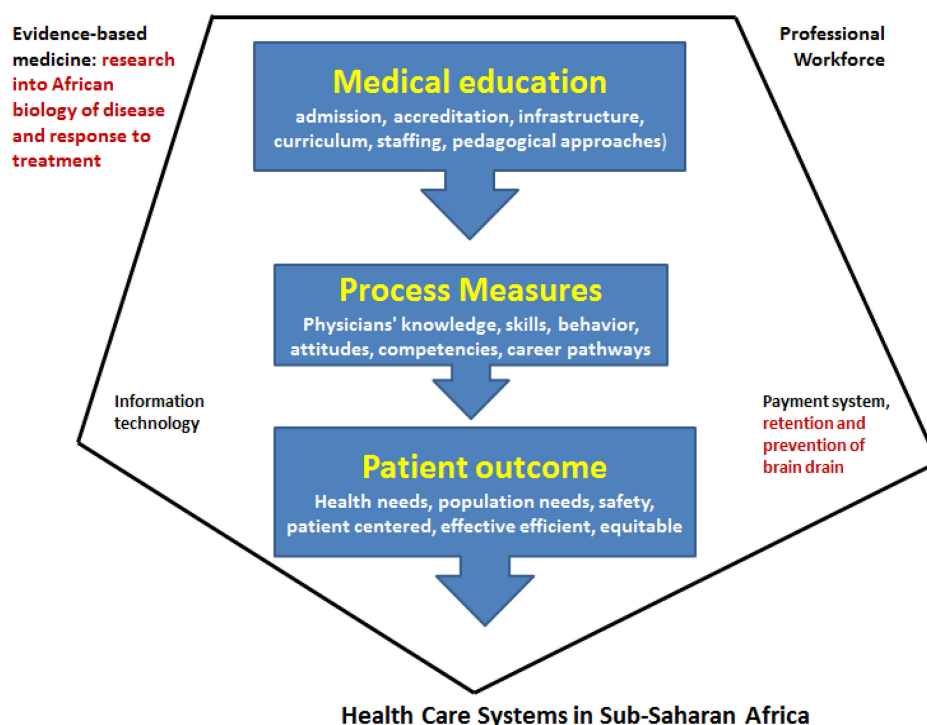 Evidence-based
medicine: research
into African
biology of disease
and response to
treatment
Professional
Workforce
Medical education
admission, accreditation, infrastructure,
curriculum, staffing, pedagogical approaches)
Process Measures
Physicians' knowledge, skills, behavior,
attitudes, competencies, career pathways
Information
technology
Payment system,
retention and
prevention of
brain drain
Patient outcome
Health needs, population needs, safety,
patient centered, effective efficient, equitable
Health Care Systems in Sub-Saharan Africa